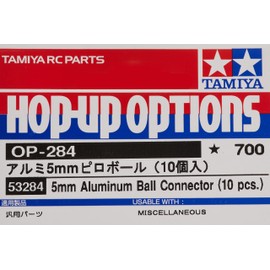 TAMIYA RC PARTS
TAMIYA
HOP-UP OPTIONS
OP-284 ★ 700
アルミ5mmピロボール（10個入）
53284 5mm Aluminum Ball Connector (10 pcs.)
適用製品 USABLE WITH :
汎用パーツ MISCELLANEOUS